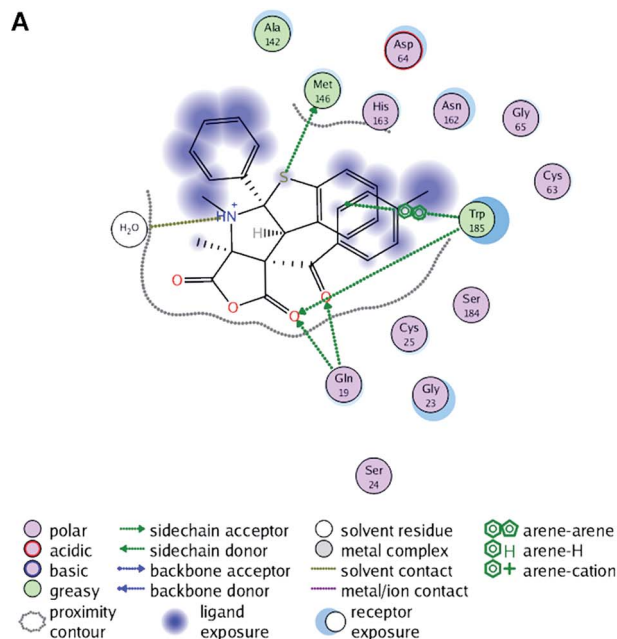 A
Ala
142
Asp
64
Met
146
His
163
Asn
162
Gly
65
Cys
63
S
HN+
H
H₂O
Trp
185
O
O
O
O
Ser
184
Cys
25
Gln
19
Gly
23
Ser
24
polar
sidechain acceptor
solvent residue
arene-arene
acidic
sidechain donor
metal complex
H arene-H
basic
backbone acceptor
solvent contact
+ arene-cation
greasy
backbone donor
metal/ion contact
proximity
contour
ligand
exposure
receptor
exposure